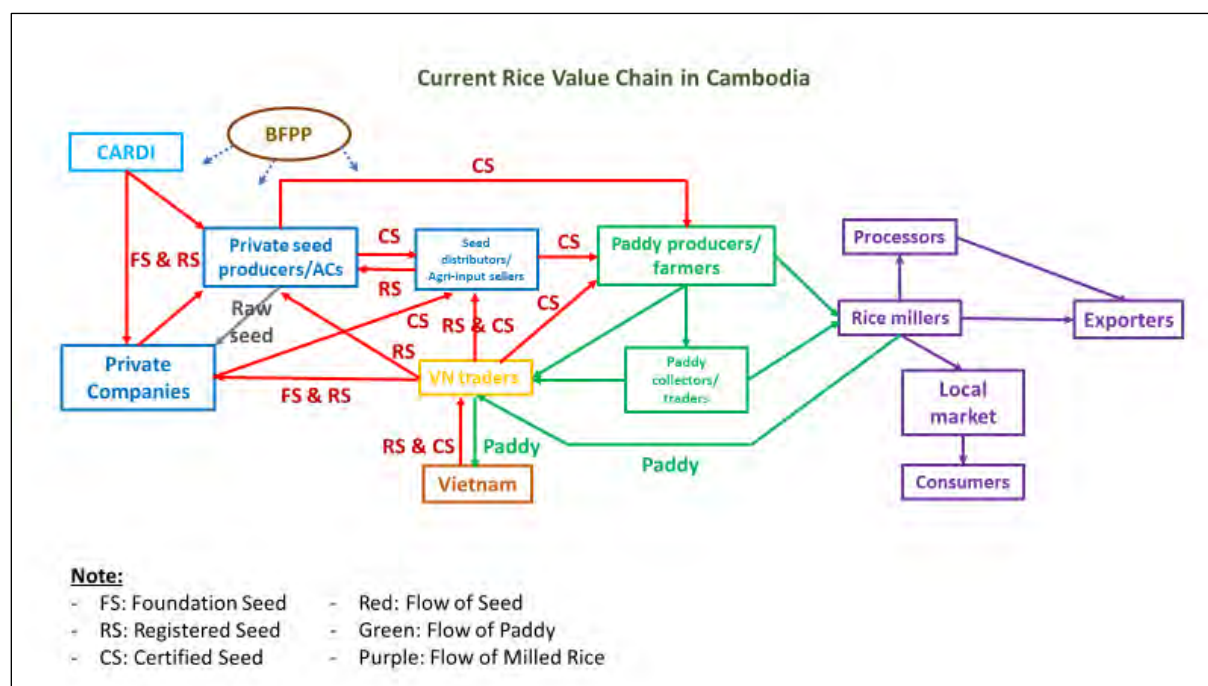 Current Rice Value Chain in Cambodia
BFPP
CARDI
CS
Private seed
producers/ACs
CS
Seed
distributors/
Agri-input sellers
CS
Paddy producers/
farmers
Processors
FS & RS
RS
CS
Raw
seed
CS
RS & CS
Rice millers
Exporters
Private
Companies
RS
VN traders
Paddy
collectors/
traders
FS & RS
Local
market
RS & CS
Paddy
Paddy
Vietnam
Consumers
Note:
- FS: Foundation Seed
- RS: Registered Seed
- CS: Certified Seed
- Red: Flow of Seed
- Green: Flow of Paddy
- Purple: Flow of Milled Rice